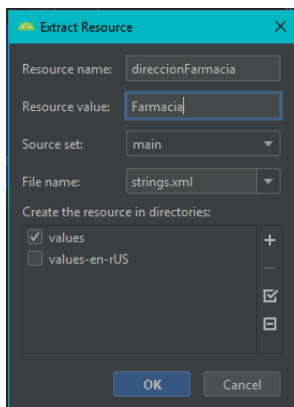 Extract Resource
Resource name: direccionFarmacia
Resource value: Farmacia
Source set: main
File name: strings.xml
Create the resource in directories:
values
values-en-rUS
OK Cancel